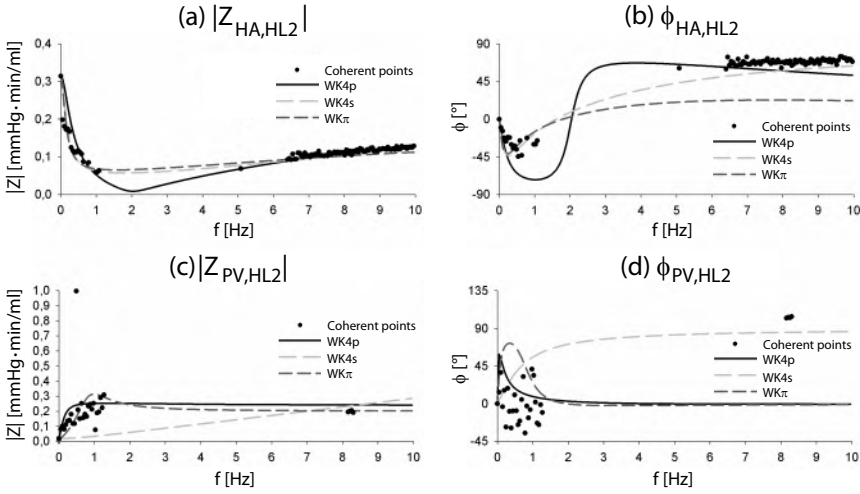 (a) |Z_HA,HL2|
0,4
0,3
0,2
0,1
0,0
|Z| [mmHg·min/ml]
Coherent points
WK4p
WK4s
WKπ
0 1 2 3 4 5 6 7 8 9 10
f [Hz]
(b) ϕ_HA,HL2
90
45
0
-45
-90
ϕ [°]
Coherent points
WK4p
WK4s
WKπ
0 1 2 3 4 5 6 7 8 9 10
f [Hz]
(c) |Z_PV,HL2|
1,0
0,9
0,8
0,7
0,6
0,5
0,4
0,3
0,2
0,1
0,0
|Z| [mmHg·min/ml]
Coherent points
WK4p
WK4s
WKπ
0 1 2 3 4 5 6 7 8 9 10
f [Hz]
(d) ϕ_PV,HL2
135
90
45
0
-45
ϕ [°]
Coherent points
WK4p
WK4s
WKπ
0 1 2 3 4 5 6 7 8 9 10
f [Hz]